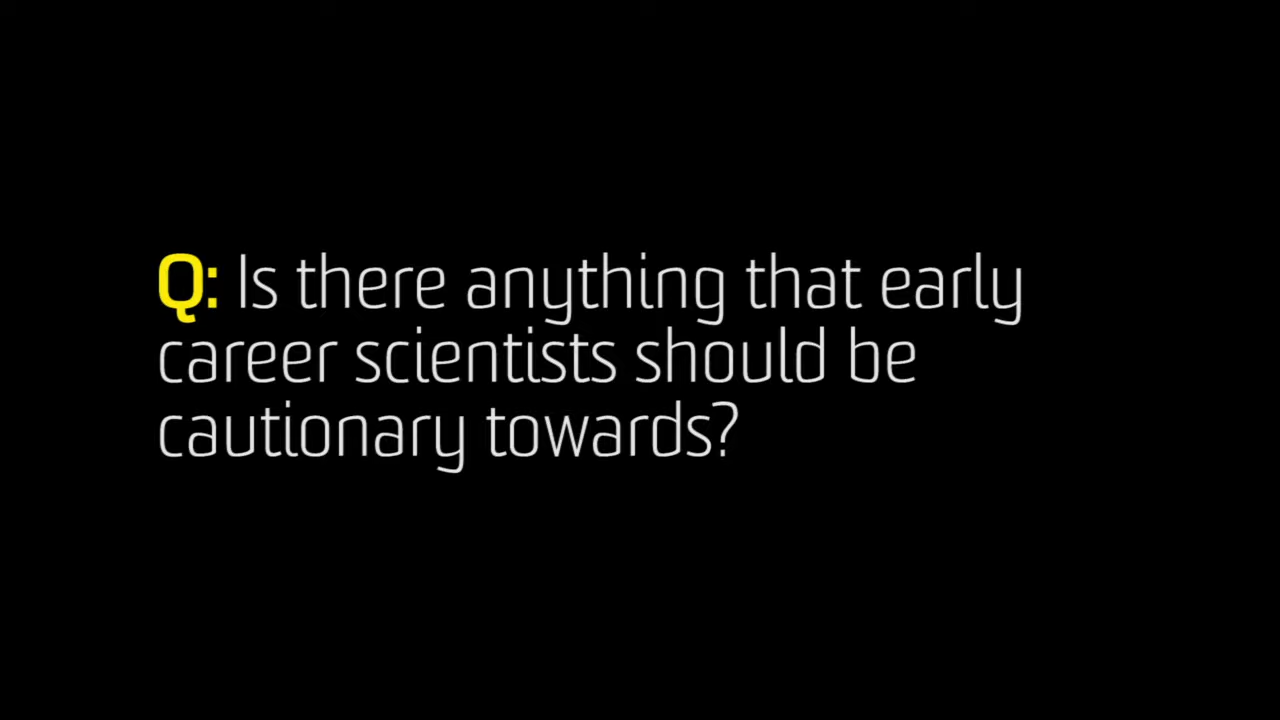 Q: Is there anything that early
career scientists should be
cautionary towards?